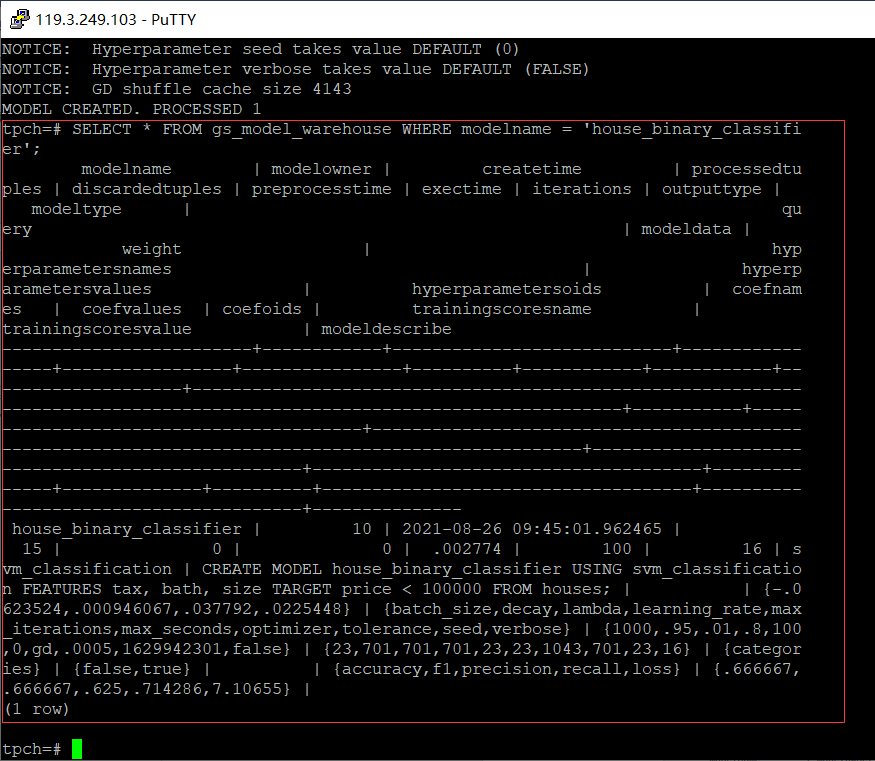 119.3.249.103 - PuTTY
NOTICE:  Hyperparameter seed takes value DEFAULT (0)
NOTICE:  Hyperparameter verbose takes value DEFAULT (FALSE)
NOTICE:  GD shuffle cache size 4143
MODEL CREATED. PROCESSED 1
tpch=# SELECT * FROM gs_model_warehouse WHERE modelname = 'house_binary_classifi
er';
        modelname         | modelowner |          createtime          | processedtu
ples | discardedtuples | preprocesstime | exectime | iterations | outputtype |
   modeltype      |                                                               qu
ery                                                           | modeldata |
            weight                   |                                           hyp
erparametersnames                                         |                hyperp
arametersvalues               |          hyperparametersoids          |  coefnam
es   |  coefvalues  | coefoids |         trainingscoresname          |
trainingscoresvalue           | modeldescribe
-------------------------+------------+----------------------------+------------
-----+-----------------+----------------+----------+------------+------------+--
------------------+-------------------------------------------------------------
--------------------------------------------------------------+-----------+-----
------------------------------------+-------------------------------------------
----------------------------------------------------------+---------------------
------------------------------+---------------------------------------+---------
-----+--------------+----------+-------------------------------------+----------
------------------------------+---------------
 house_binary_classifier |         10 | 2021-08-26 09:45:01.962465 |
  15 |               0 |              0 |  .002774 |        100 |         16 | s
vm_classification | CREATE MODEL house_binary_classifier USING svm_classificatio
n FEATURES tax, bath, size TARGET price < 100000 FROM houses; |           | {-.0
623524,.000946067,.037792,.0225448} | {batch_size,decay,lambda,learning_rate,max
_iterations,max_seconds,optimizer,tolerance,seed,verbose} | {1000,.95,.01,.8,100
,0,gd,.0005,1629942301,false} | {23,701,701,701,23,23,1043,701,23,16} | {categor
ies} | {false,true} |          | {accuracy,f1,precision,recall,loss} | {.666667,
.666667,.625,.714286,7.10655} |
(1 row)
tpch=#